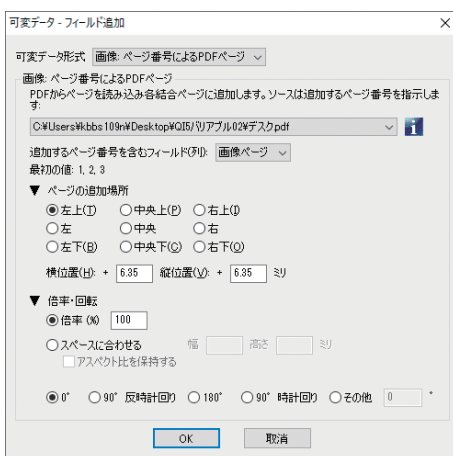 可変データ - フィールド追加
可変データ形式 画像: ページ番号によるPDFページ
画像: ページ番号によるPDFページ
PDFからページを読み込み各結合ページに追加します。ソースは追加するページ番号を指示しま
す:
C:¥Users¥kbbs109n¥Desktop¥QI5バリアブル02¥デスク.pdf
追加するページ番号を含むフィールド(列): 画像ページ
最初の値: 1, 2, 3
▼ ページの追加場所
左上(T) 中央上(P) 右上(I)
左 中央 右
左下(B) 中央下(C) 右下(O)
横位置(H): + 6.35 縦位置(V): + 6.35 ミリ
▼ 倍率・回転
倍率 (%) 100
スペースに合わせる 幅 高さ ミリ
アスペクト比を保持する
0° 90° 反時計回り 180° 90° 時計回り その他 0 °
OK 取消